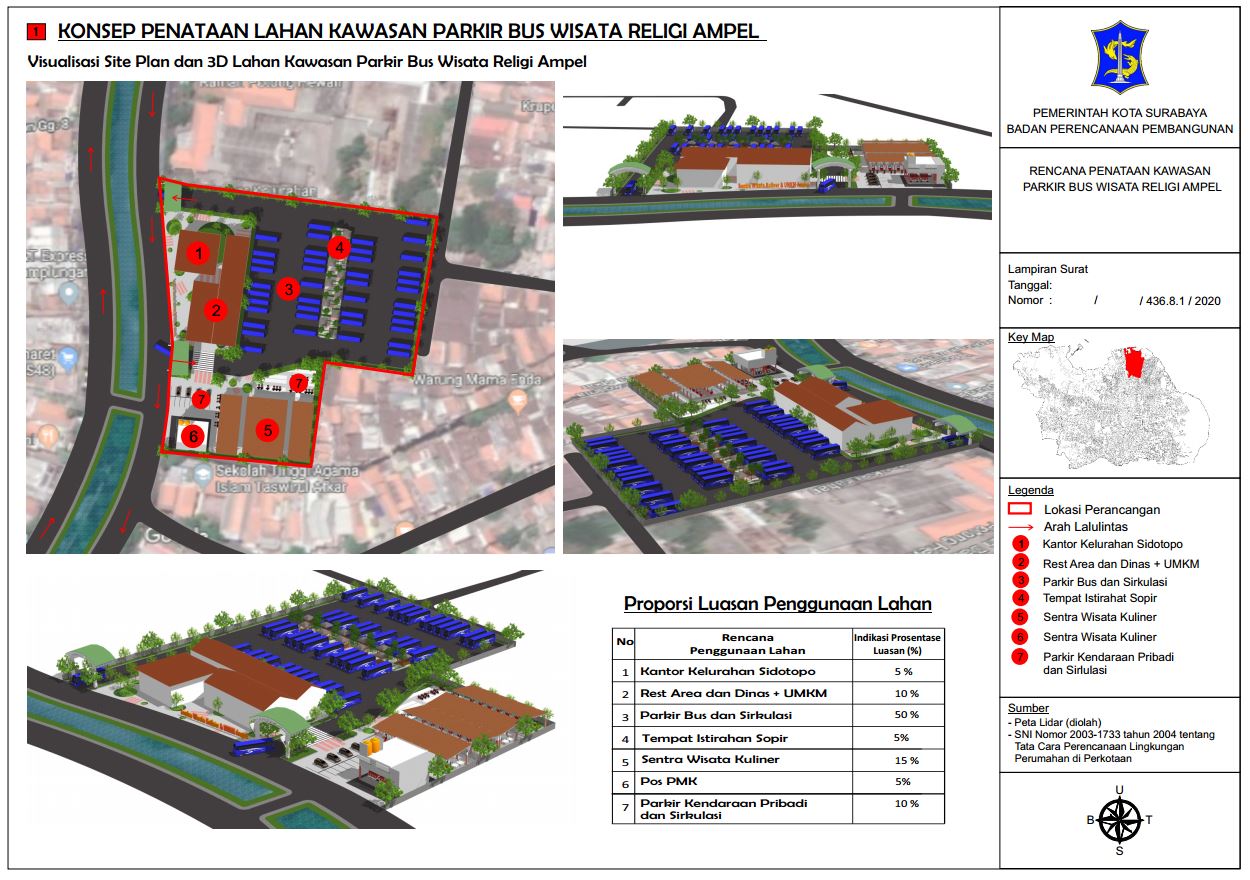 1 KONSEP PENATAAN LAHAN KAWASAN PARKIR BUS WISATA RELIGI AMPEL
Visualisasi Site Plan dan 3D Lahan Kawasan Parkir Bus Wisata Religi Ampel
Gg. 3
1
2
3
4
7
7
6
5
Warung Mama Enda
Sekolah Tinggi Agama
Islam Taswirul Afkar
Sentra Wisata Kuliner & UMKM
Proporsi Luasan Penggunaan Lahan
No Rencana Penggunaan Lahan Indikasi Prosentase Luasan (%)
1 Kantor Kelurahan Sidotopo 5 %
2 Rest Area dan Dinas + UMKM 10 %
3 Parkir Bus dan Sirkulasi 50 %
4 Tempat Istirahan Sopir 5%
5 Sentra Wisata Kuliner 15 %
6 Pos PMK 5%
7 Parkir Kendaraan Pribadi 10 %
dan Sirkulasi
PEMERINTAH KOTA SURABAYA
BADAN PERENCANAAN PEMBANGUNAN
RENCANA PENATAAN KAWASAN
PARKIR BUS WISATA RELIGI AMPEL
Lampiran Surat
Tanggal:
Nomor : / / 436.8.1 / 2020
Key Map
Legenda
Lokasi Perancangan
Arah Lalulintas
1 Kantor Kelurahan Sidotopo
2 Rest Area dan Dinas + UMKM
3 Parkir Bus dan Sirkulasi
4 Tempat Istirahat Sopir
5 Sentra Wisata Kuliner
6 Sentra Wisata Kuliner
7 Parkir Kendaraan Pribadi
dan Sirlulasi
Sumber
- Peta Lidar (diolah)
- SNI Nomor 2003-1733 tahun 2004 tentang
Tata Cara Perencanaan Lingkungan
Perumahan di Perkotaan
U
B T
S